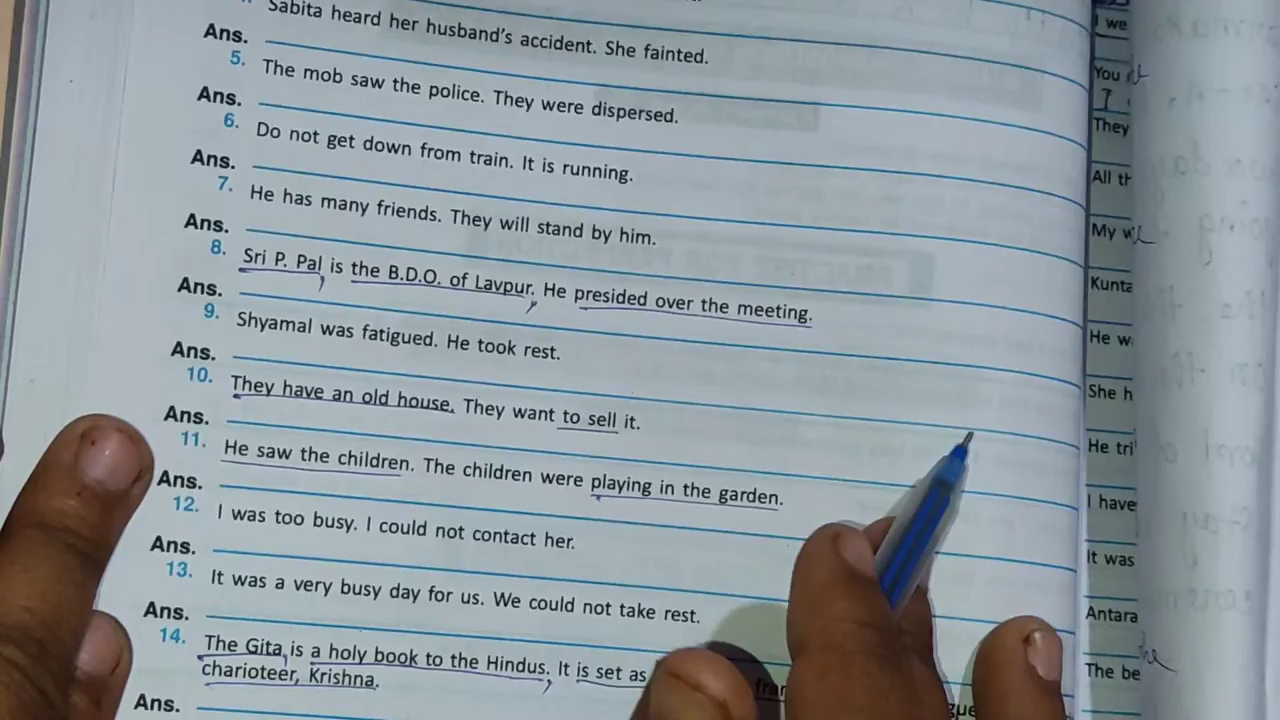 Sabita heard her husband's accident. She fainted.
Ans.
5. The mob saw the police. They were dispersed.
Ans.
6. Do not get down from train. It is running.
Ans.
7. He has many friends. They will stand by him.
Ans.
8. Sri P. Pal is the B.D.O. of Lavpur. He presided over the meeting.
Ans.
9. Shyamal was fatigued. He took rest.
Ans.
10. They have an old house. They want to sell it.
Ans.
11. He saw the children. The children were playing in the garden.
Ans.
12. I was too busy. I could not contact her.
Ans.
13. It was a very busy day for us. We could not take rest.
Ans.
14. The Gita is a holy book to the Hindus. It is set as
charioteer, Krishna.
Ans.
I we
You
They
All th
My
Kunta
He w
She h
He tri
I have
It was
Antara
The be